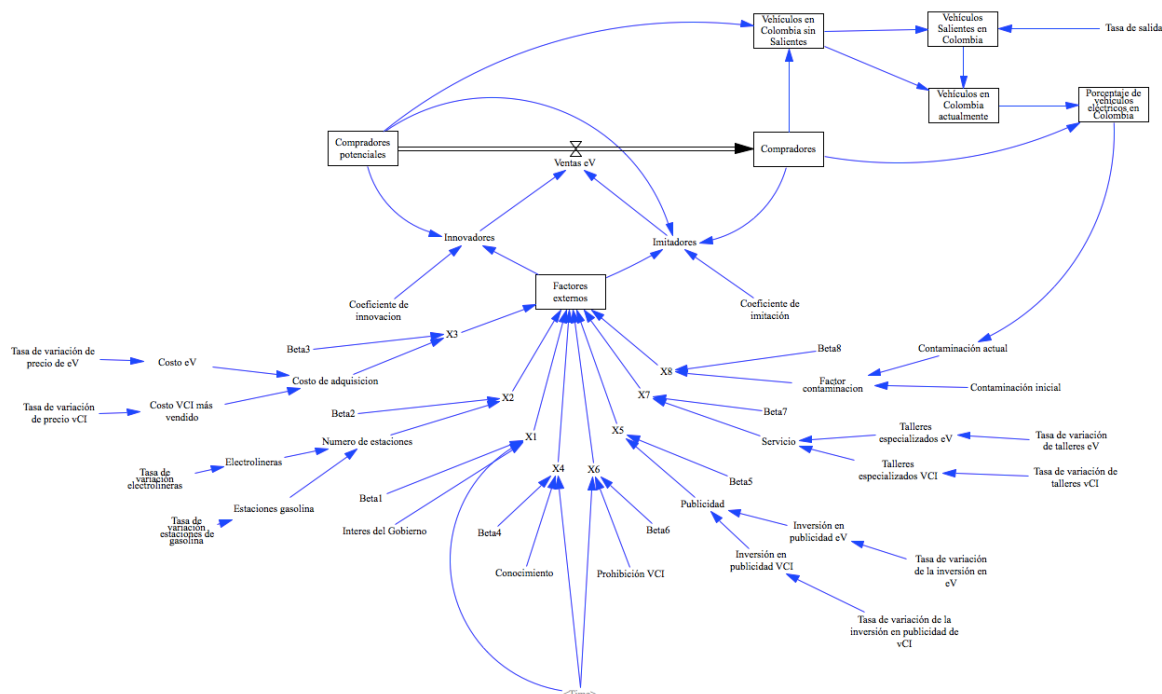 Vehículos en
Colombia sin
Salientes
Vehículos
Salientes en
Colombia
Tasa de salida
Vehículos en
Colombia
actualmente
Porcentaje de
vehículos
eléctricos en
Colombia
Compradores
potenciales
Ventas eV
Compradores
Innovadores
Imitadores
Coeficiente de
innovacion
Factores
externos
Coeficiente de
imitación
Tasa de variación de
precio de eV
Costo eV
Beta3
X3
Costo de adquisicion
Tasa de variación
de precio vCI
Costo VCI más
vendido
Beta2
X2
Numero de estaciones
Electrolineras
Tasa de
variación
electrolineras
Estaciones gasolina
Tasa de
variación
estaciones de
gasolina
X1
Beta1
Interes del Gobierno
X4
Beta4
Conocimiento
X6
Beta6
Prohibición VCI
X5
Beta5
Publicidad
Inversión en
publicidad eV
Tasa de variación
de la inversión en
eV
Inversión en
publicidad VCI
Tasa de variación de la
inversión en publicidad de
vCI
X7
Beta7
Servicio
Talleres
especializados eV
Tasa de variación
de talleres eV
Talleres
especializados VCI
Tasa de variación de
talleres vCI
X8
Beta8
Factor
contaminacion
Contaminación actual
Contaminación inicial
<Time>